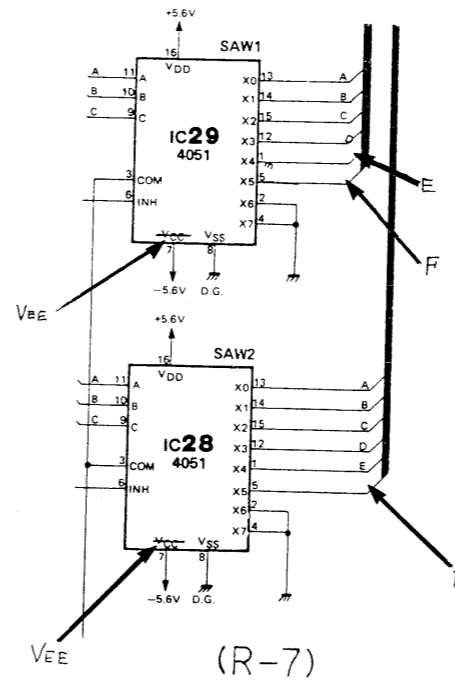 +5.6V
SAW1
16
VDD
A 11 A X0 13 A
B 10 B X1 14 B
C 9 C X2 15 C
IC29 X3 12 D
4051 X4 1 E
3 COM X5 5 F
6 INH X6 2
X7 4
VCC VSS
7 8
VEE
-5.6V D.G.
+5.6V
SAW2
16
VDD
A 11 A X0 13 A
B 10 B X1 14 B
C 9 C X2 15 C
IC28 X3 12 D
4051 X4 1 E
3 COM X5 5
6 INH X6 2
X7 4
VCC VSS
7 8
-5.6V D.G.
VEE
(R-7)